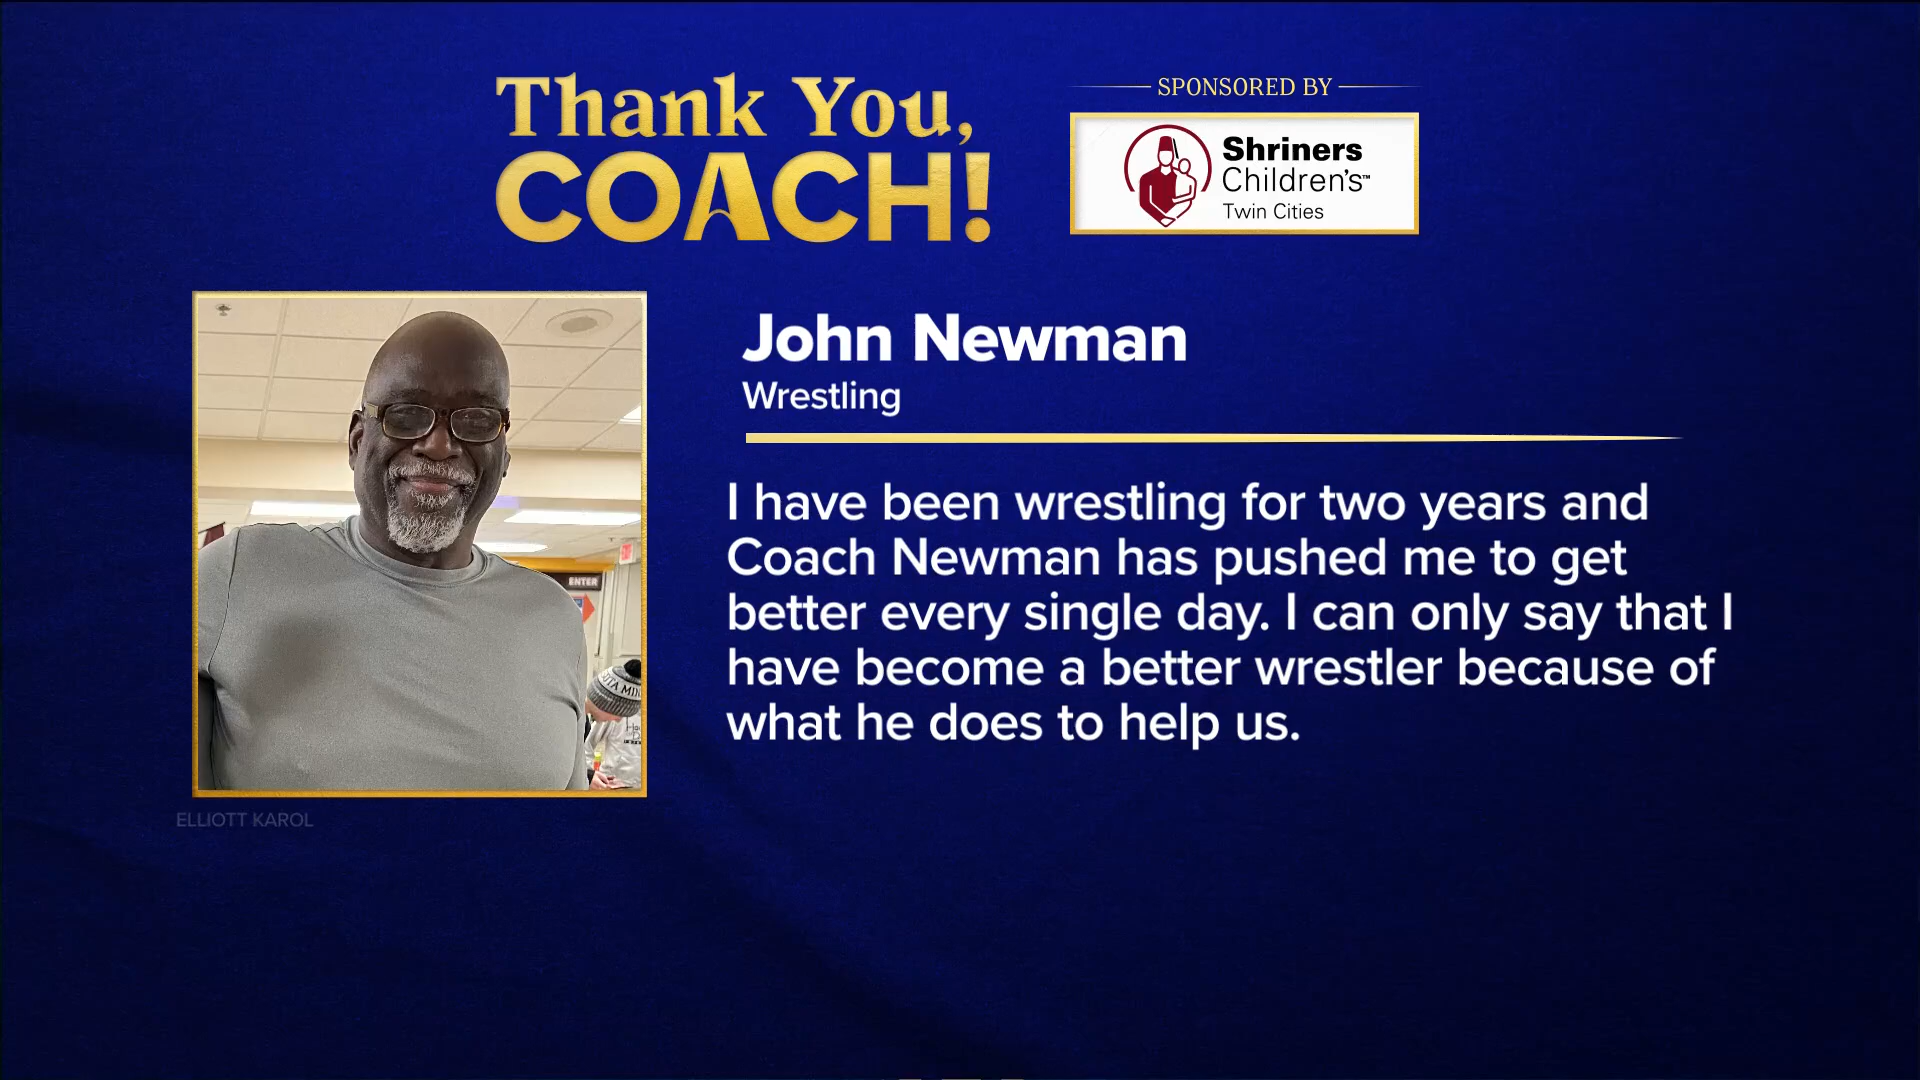 Thank You,
COACH!
SPONSORED BY
Shriners
Children's™
Twin Cities
John Newman
Wrestling
I have been wrestling for two years and
Coach Newman has pushed me to get
better every single day. I can only say that I
have become a better wrestler because of
what he does to help us.
ENTER
ELLIOTT KAROL